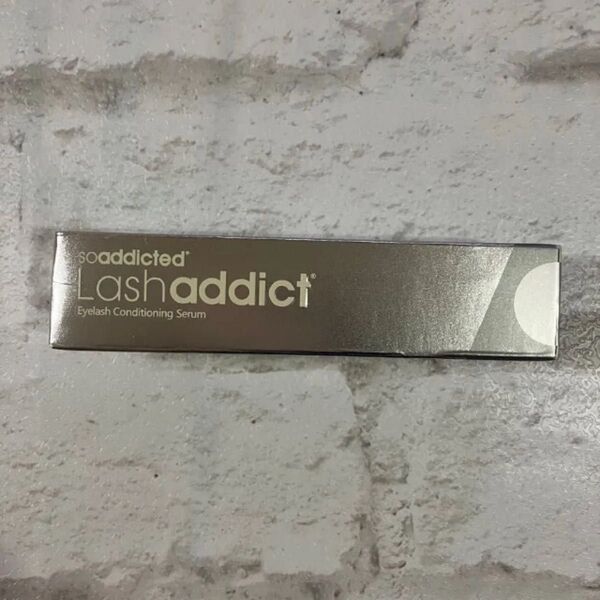 soaddicted®
Lashaddict®
Eyelash Conditioning Serum